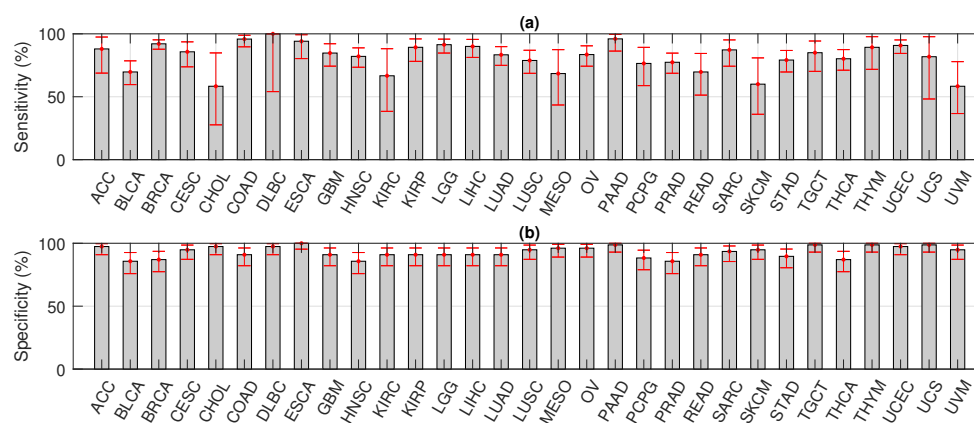 (a)
Sensitivity (%)
100
50
0
ACC BLCA BRCA CESC CHOL COAD DLBC ESCA GBM HNSC KIRC KIRP LGG LIHC LUAD LUSC MESO OV PAAD PCPG PRAD READ SARC SKCM STAD TGCT THCA THYM UCEC UCS UVM
(b)
Specificity (%)
100
50
0
ACC BLCA BRCA CESC CHOL COAD DLBC ESCA GBM HNSC KIRC KIRP LGG LIHC LUAD LUSC MESO OV PAAD PCPG PRAD READ SARC SKCM STAD TGCT THCA THYM UCEC UCS UVM